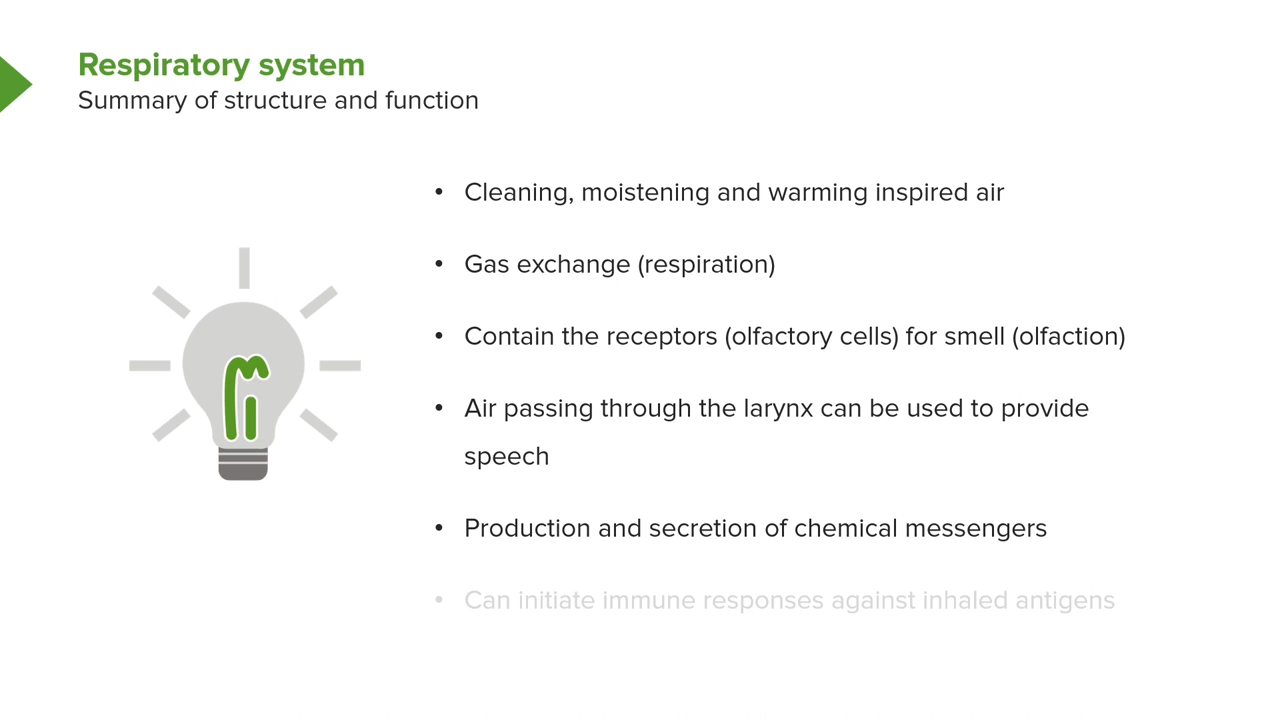 Respiratory system
Summary of structure and function
• Cleaning, moistening and warming inspired air
• Gas exchange (respiration)
• Contain the receptors (olfactory cells) for smell (olfaction)
• Air passing through the larynx can be used to provide
speech
• Production and secretion of chemical messengers
• Can initiate immune responses against inhaled antigens